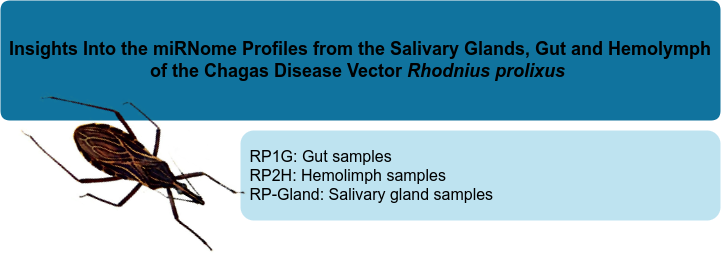 Insights Into the miRNome Profiles from the Salivary Glands, Gut and Hemolymph
of the Chagas Disease Vector Rhodnius prolixus
RP1G: Gut samples
RP2H: Hemolimph samples
RP-Gland: Salivary gland samples